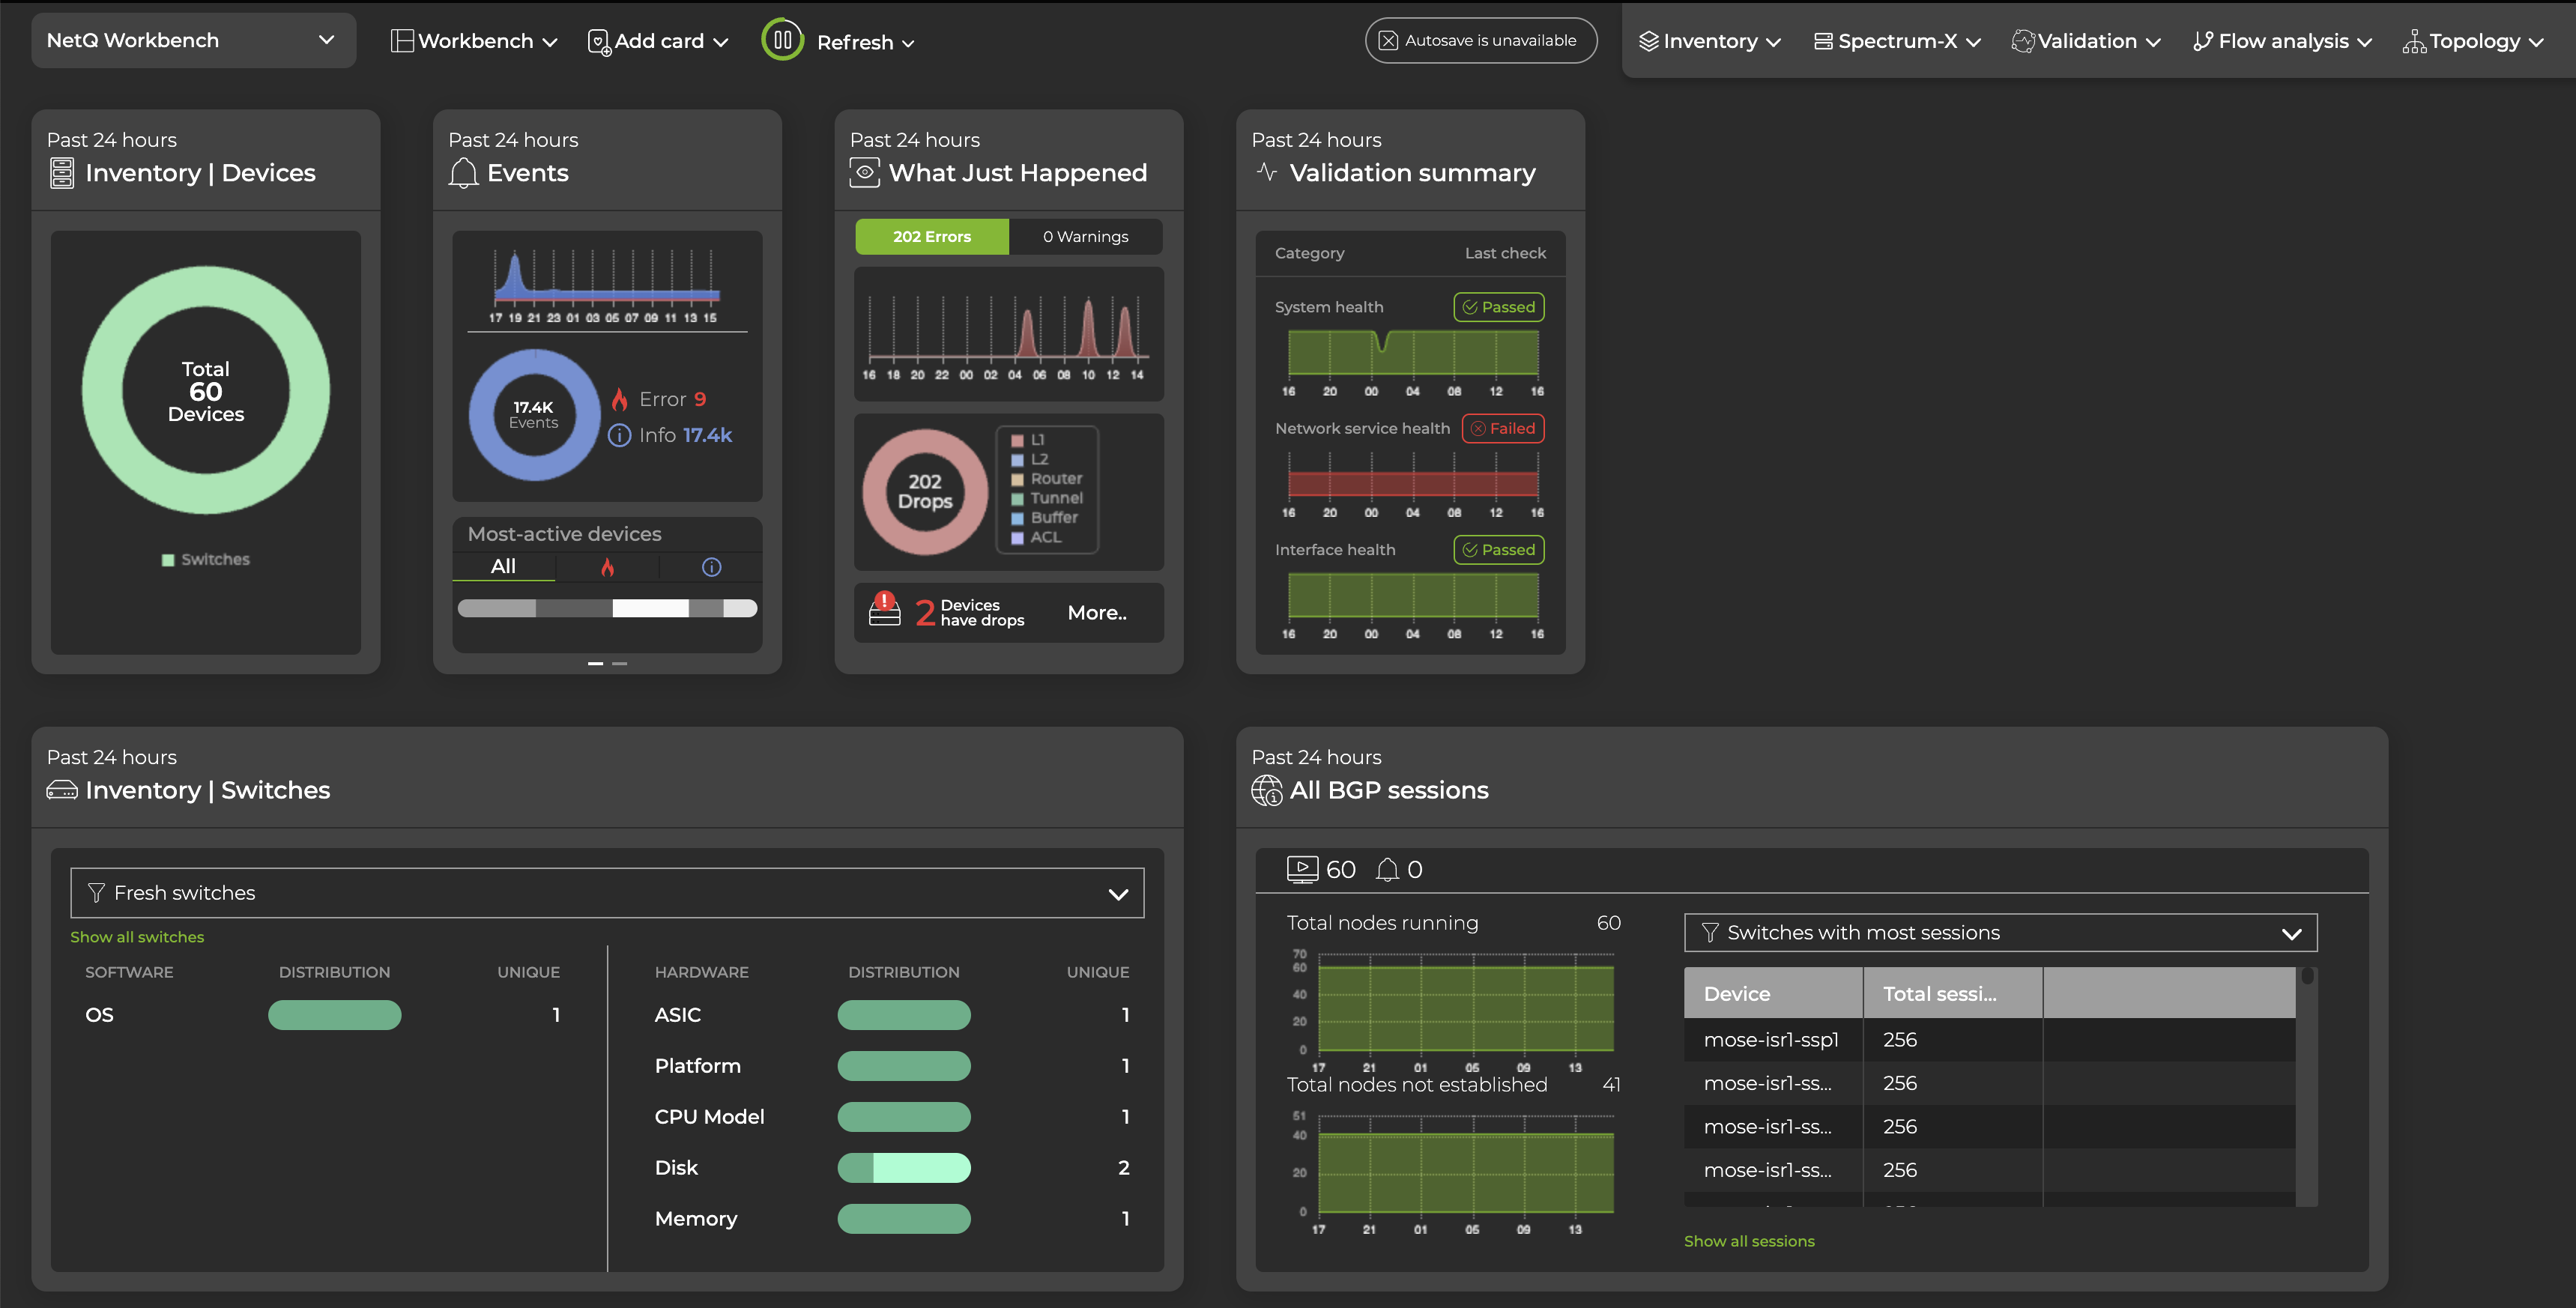 NetQ Workbench
Workbench
Add card
Refresh
Autosave is unavailable
Inventory
Spectrum-X
Validation
Flow analysis
Topology
Past 24 hours
Inventory | Devices
Total
60
Devices
Switches
Past 24 hours
Events
17 19 21 23 01 03 05 07 09 11 13 15
17.4K
Events
Error 9
Info 17.4k
Most-active devices
All
Past 24 hours
What Just Happened
202 Errors
0 Warnings
16 18 20 22 00 02 04 06 08 10 12 14
202
Drops
L1
L2
Router
Tunnel
Buffer
ACL
2 Devices
have drops
More..
Past 24 hours
Validation summary
Category Last check
System health Passed
16 20 00 04 08 12 16
Network service health Failed
16 20 00 04 08 12 16
Interface health Passed
16 20 00 04 08 12 16
Past 24 hours
Inventory | Switches
Fresh switches
Show all switches
SOFTWARE DISTRIBUTION UNIQUE
OS 1
HARDWARE DISTRIBUTION UNIQUE
ASIC 1
Platform 1
CPU Model 1
Disk 2
Memory 1
Past 24 hours
All BGP sessions
60 0
Total nodes running 60
70
60
40
20
0
17 21 01 05 09 13
Total nodes not established 41
51
40
20
0
17 21 01 05 09 13
Switches with most sessions
Device Total sessi...
mose-isr1-ssp1 256
mose-isr1-ss... 256
mose-isr1-ss... 256
mose-isr1-ss... 256
Show all sessions